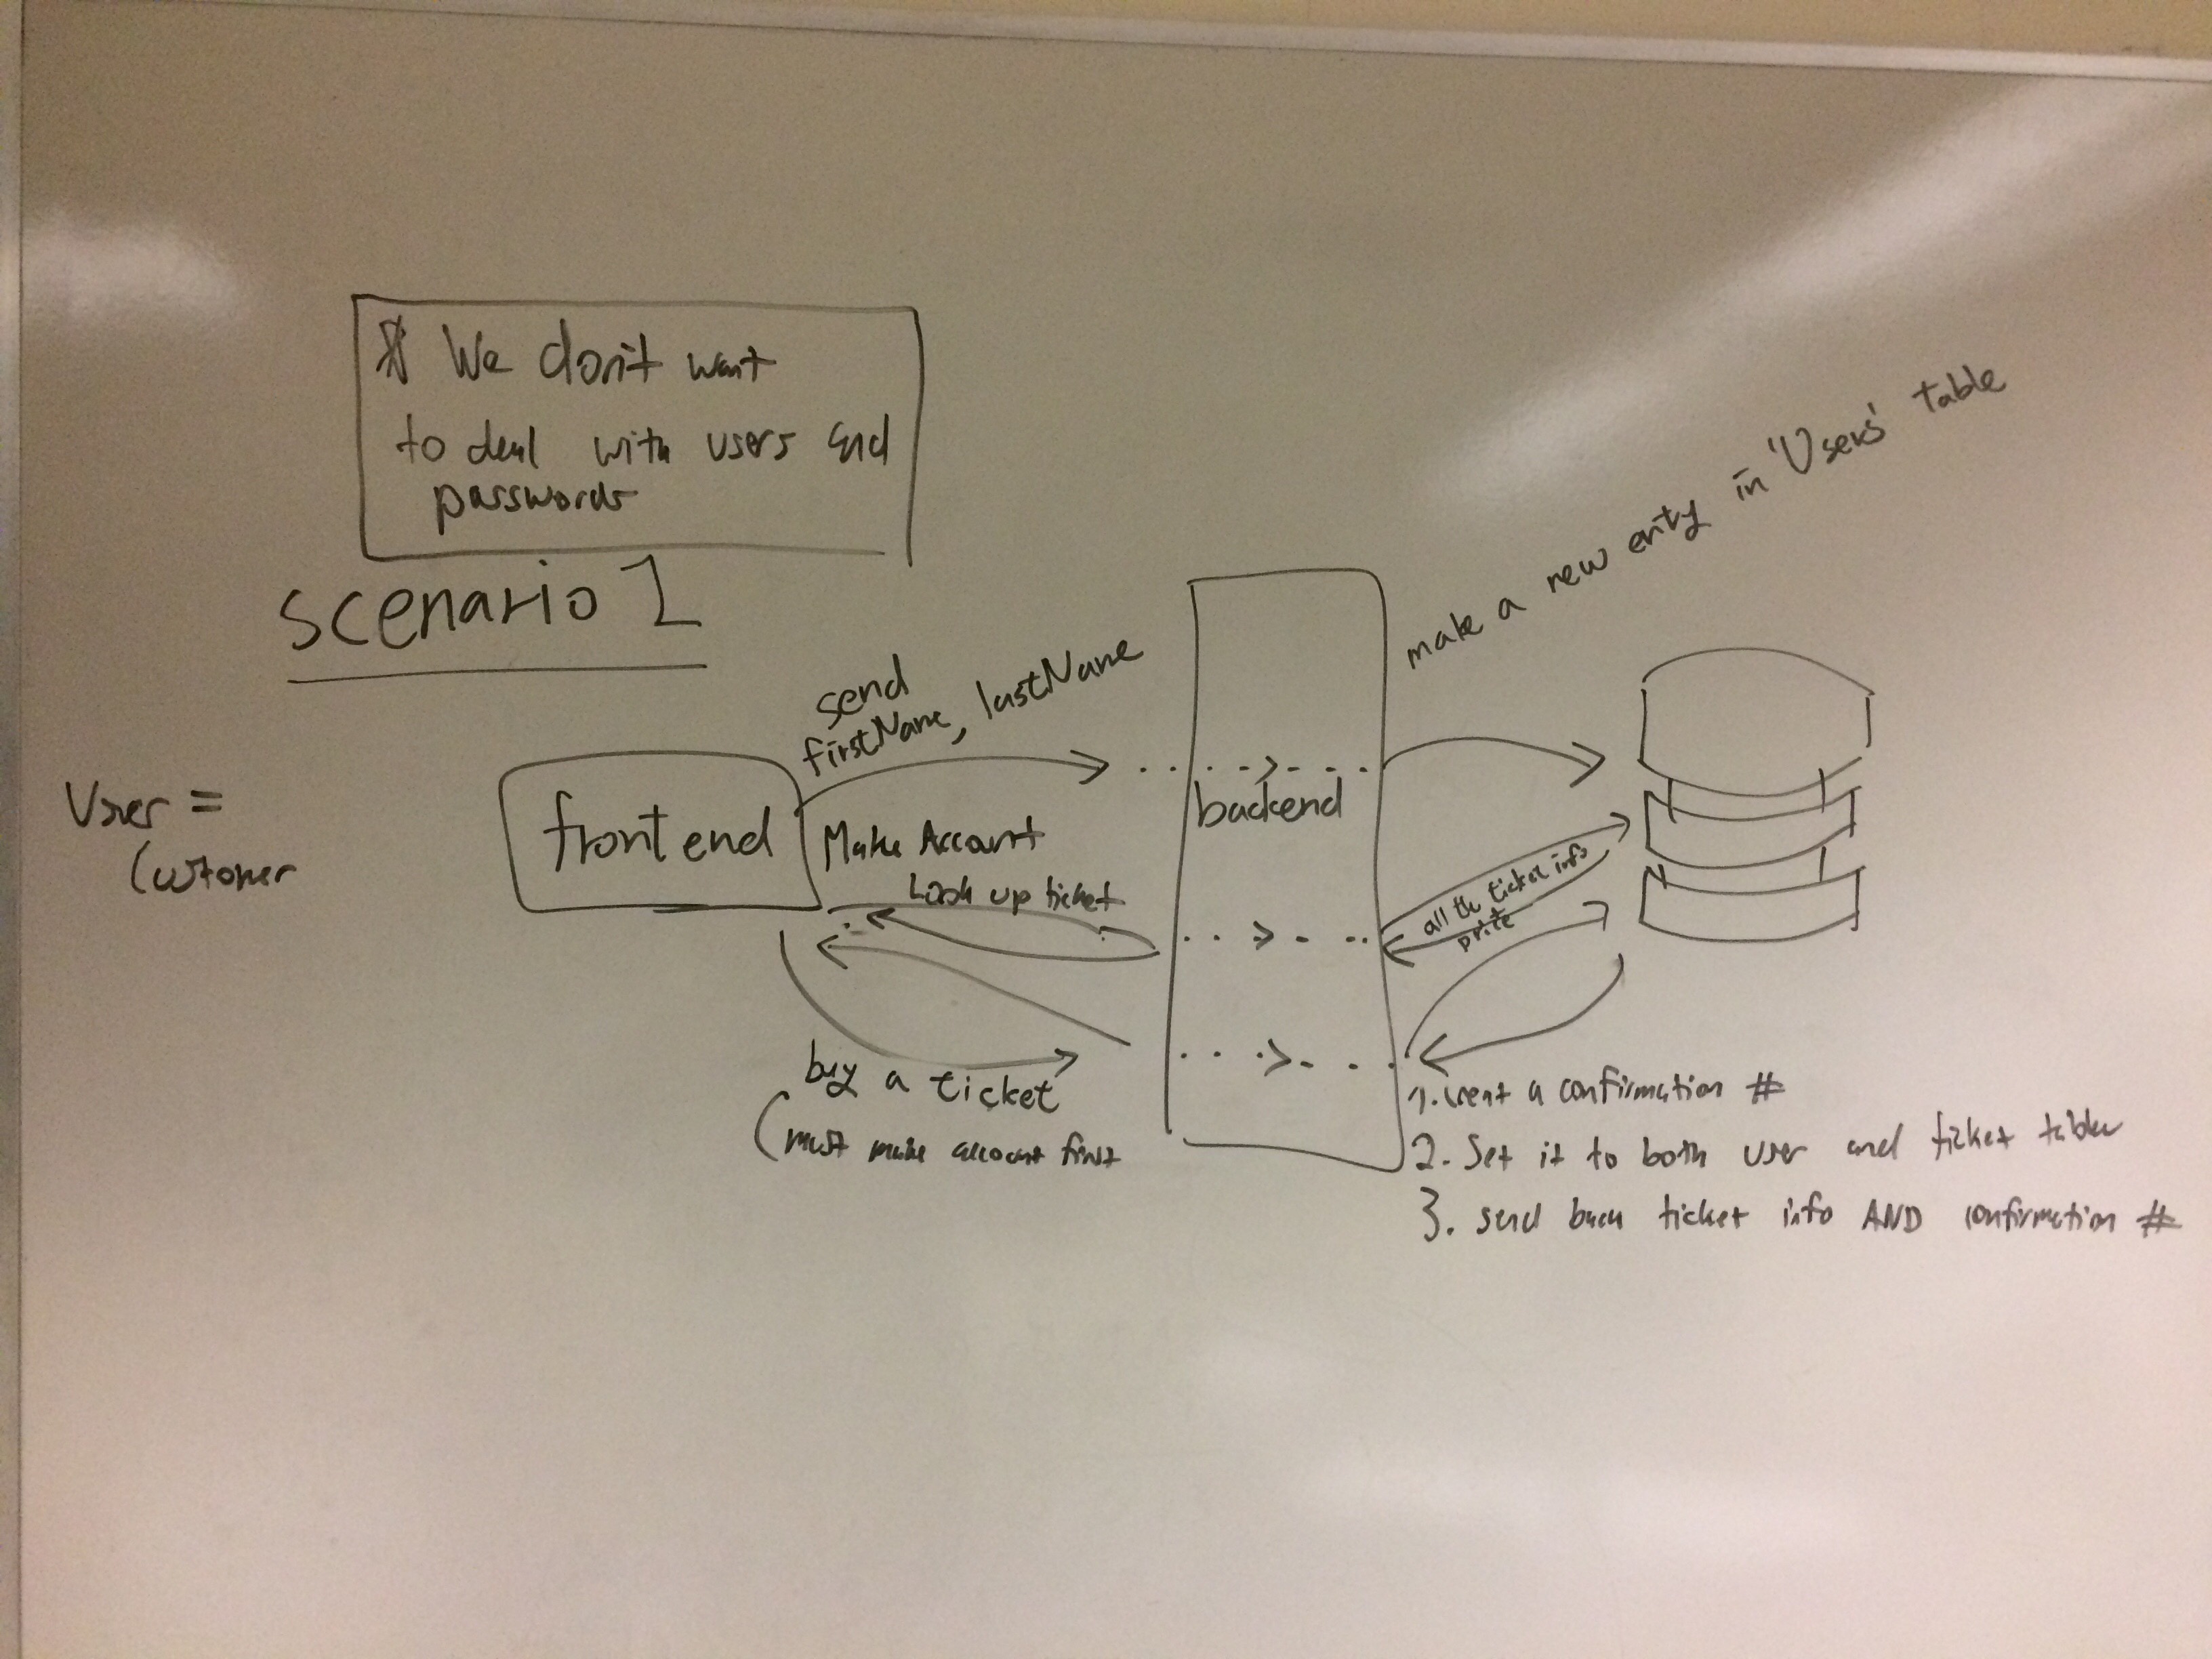 * We don't want
to deal with users and
passwords
scenario 1
make a new entry in 'Users' table
send
firstName, lastName
User =
Customer
frontend
backend
Make Account
Look up ticket
all the ticket info
price
buy a ticket
(must make account first
1. creat a confirmation #
2. Set it to both user and ticket tables
3. send back ticket info AND confirmation #